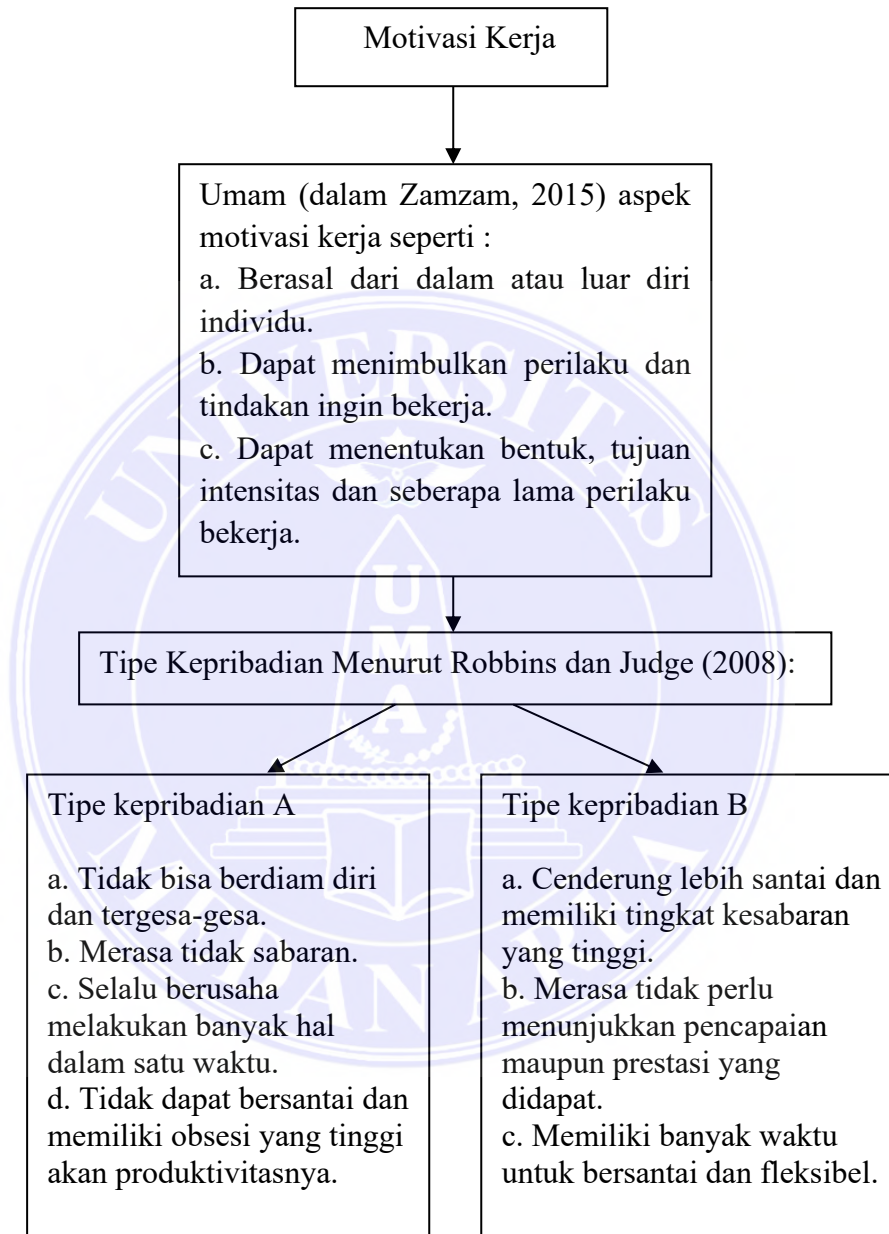 Motivasi Kerja
Umam (dalam Zamzam, 2015) aspek
motivasi kerja seperti :
a. Berasal dari dalam atau luar diri
individu.
b. Dapat menimbulkan perilaku dan
tindakan ingin bekerja.
c. Dapat menentukan bentuk, tujuan
intensitas dan seberapa lama perilaku
bekerja.
Tipe Kepribadian Menurut Robbins dan Judge (2008):
Tipe kepribadian A
a. Tidak bisa berdiam diri
dan tergesa-gesa.
b. Merasa tidak sabaran.
c. Selalu berusaha
melakukan banyak hal
dalam satu waktu.
d. Tidak dapat bersantai dan
memiliki obsesi yang tinggi
akan produktivitasnya.
Tipe kepribadian B
a. Cenderung lebih santai dan
memiliki tingkat kesabaran
yang tinggi.
b. Merasa tidak perlu
menunjukkan pencapaian
maupun prestasi yang
didapat.
c. Memiliki banyak waktu
untuk bersantai dan fleksibel.
UNIVERSITAS
UMA
MEDAN AREA